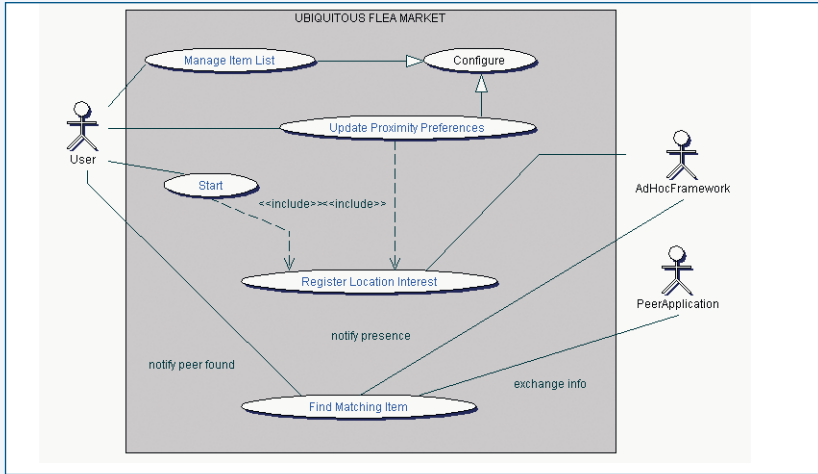 UBIQUITOUS FLEA MARKET
Manage Item List
Configure
Update Proximity Preferences
User
Start
AdHocFramework
<<include>><<include>>
Register Location Interest
PeerApplication
notify presence
notify peer found
exchange info
Find Matching Item